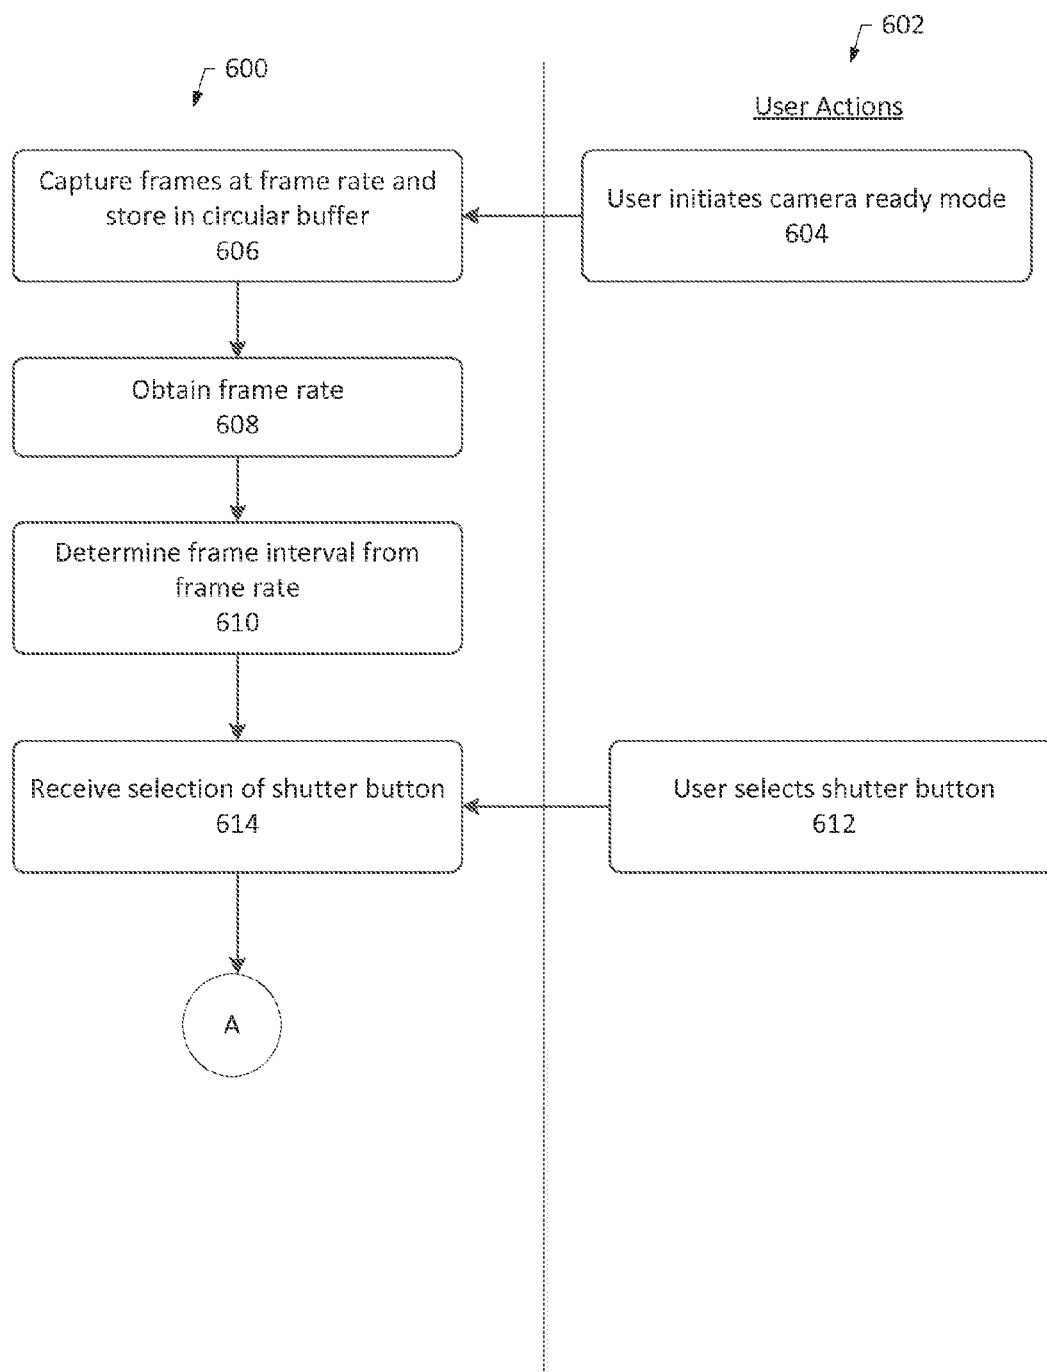 602
600
User Actions
Capture frames at frame rate and
store in circular buffer
606
User initiates camera ready mode
604
Obtain frame rate
608
Determine frame interval from
frame rate
610
Receive selection of shutter button
614
User selects shutter button
612
A